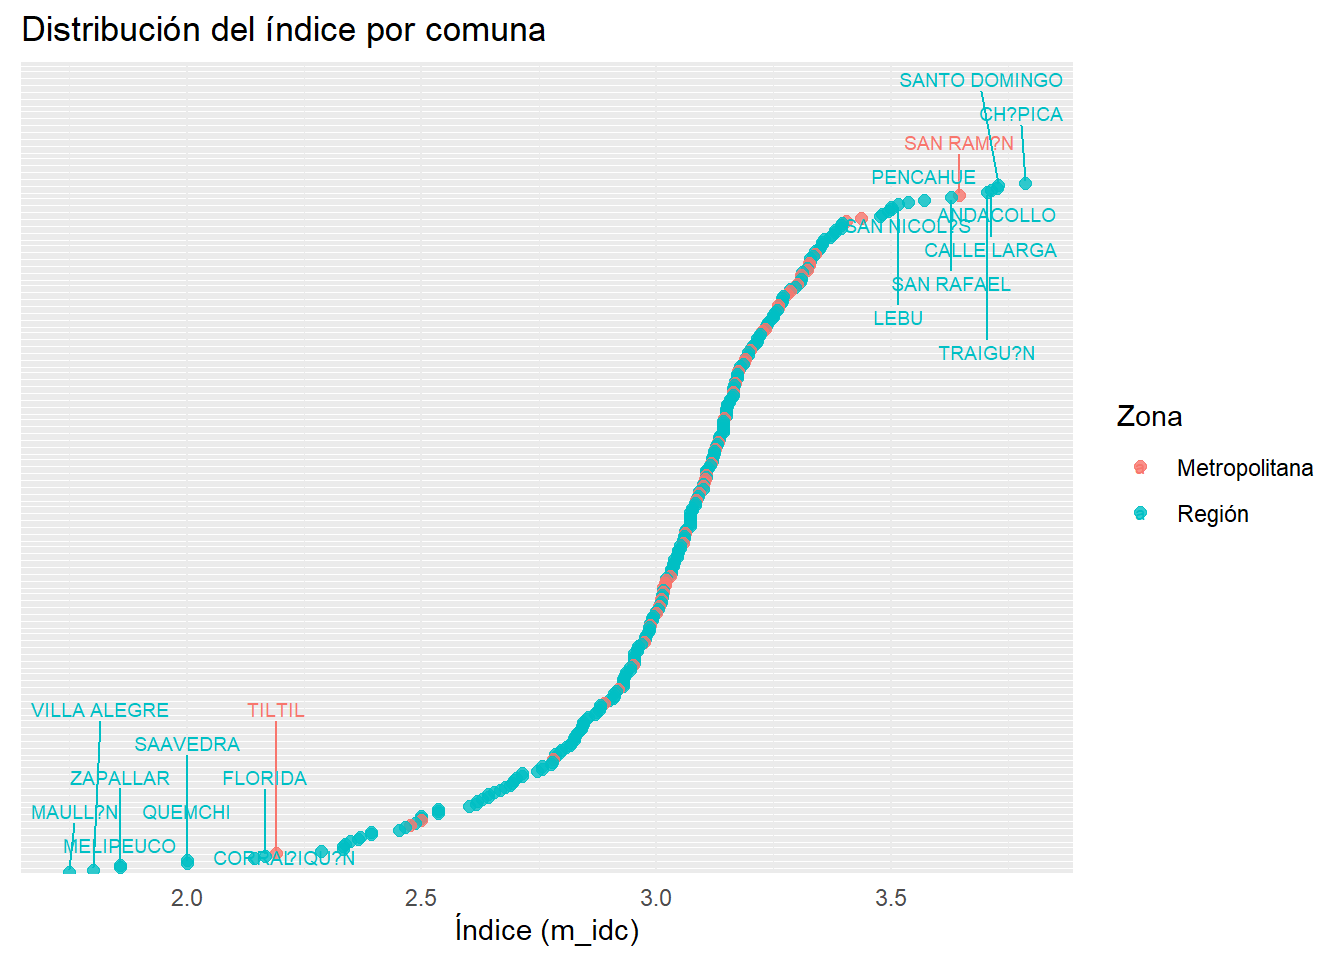 Distribución del índice por comuna
SANTO DOMINGO
CH?PICA
SAN RAM?N
PENCAHUE
ANDACOLLO
SAN NICOL?S
CALLE LARGA
SAN RAFAEL
LEBU
TRAIGU?N
Zona
Metropolitana
Región
VILLA ALEGRE
TILTIL
SAAVEDRA
ZAPALLAR
FLORIDA
MAULL?N
QUEMCHI
MELIPEUCO
2.0
2.5
3.0
3.5
Índice (m_idc)